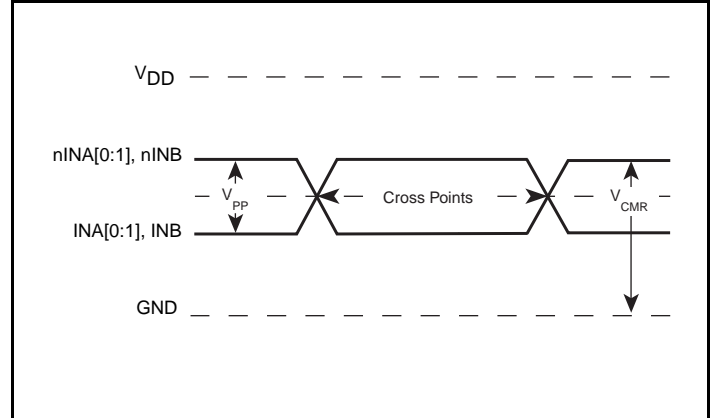 VDD
nINA[0:1], nINB
VPP
Cross Points
VCMR
INA[0:1], INB
GND